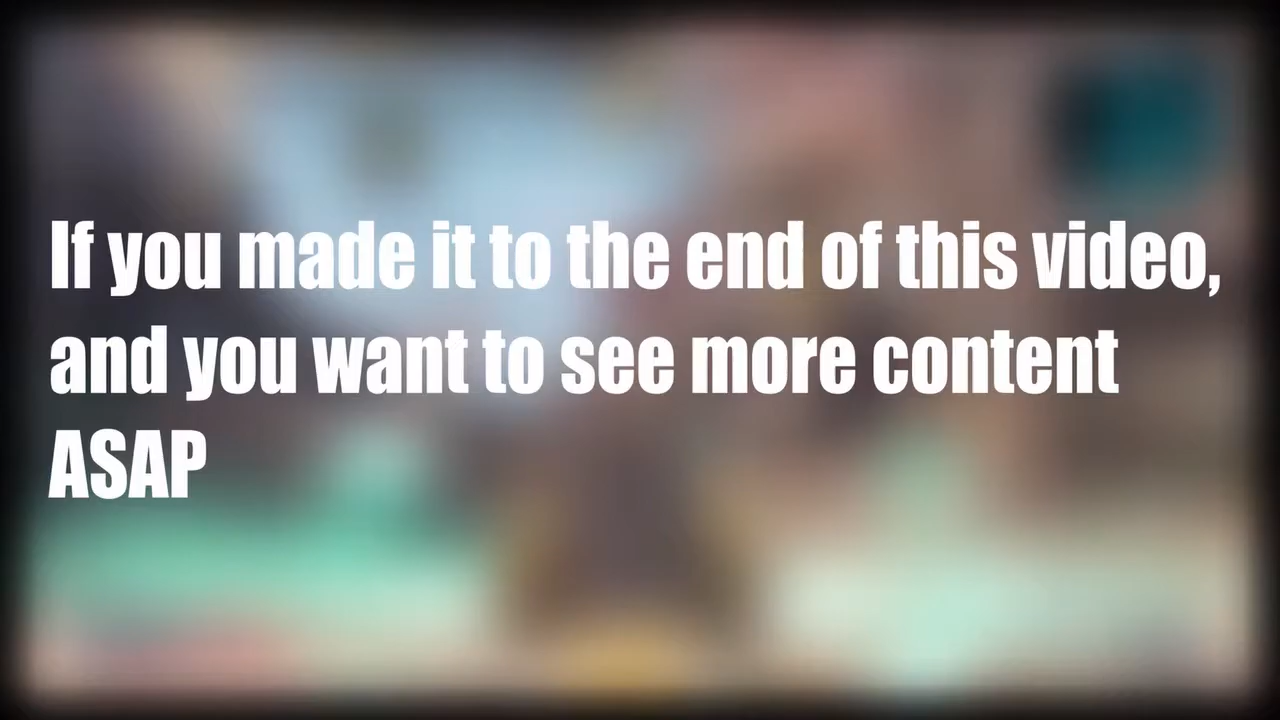 If you made it to the end of this video,
and you want to see more content
ASAP